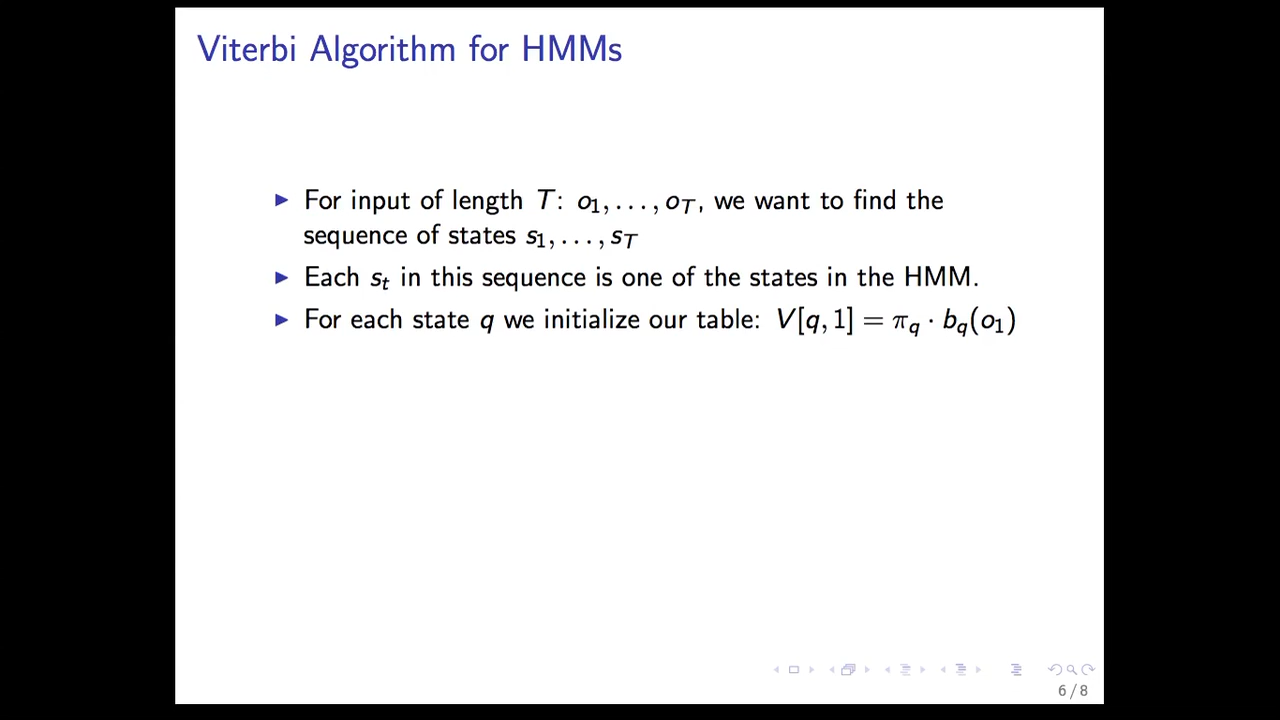 Viterbi Algorithm for HMMs
▶ For input of length T: o₁, . . . , o_T, we want to find the
sequence of states s₁, . . . , s_T
▶ Each s_t in this sequence is one of the states in the HMM.
▶ For each state q we initialize our table: V[q, 1] = π_q · b_q(o₁)
6 / 8